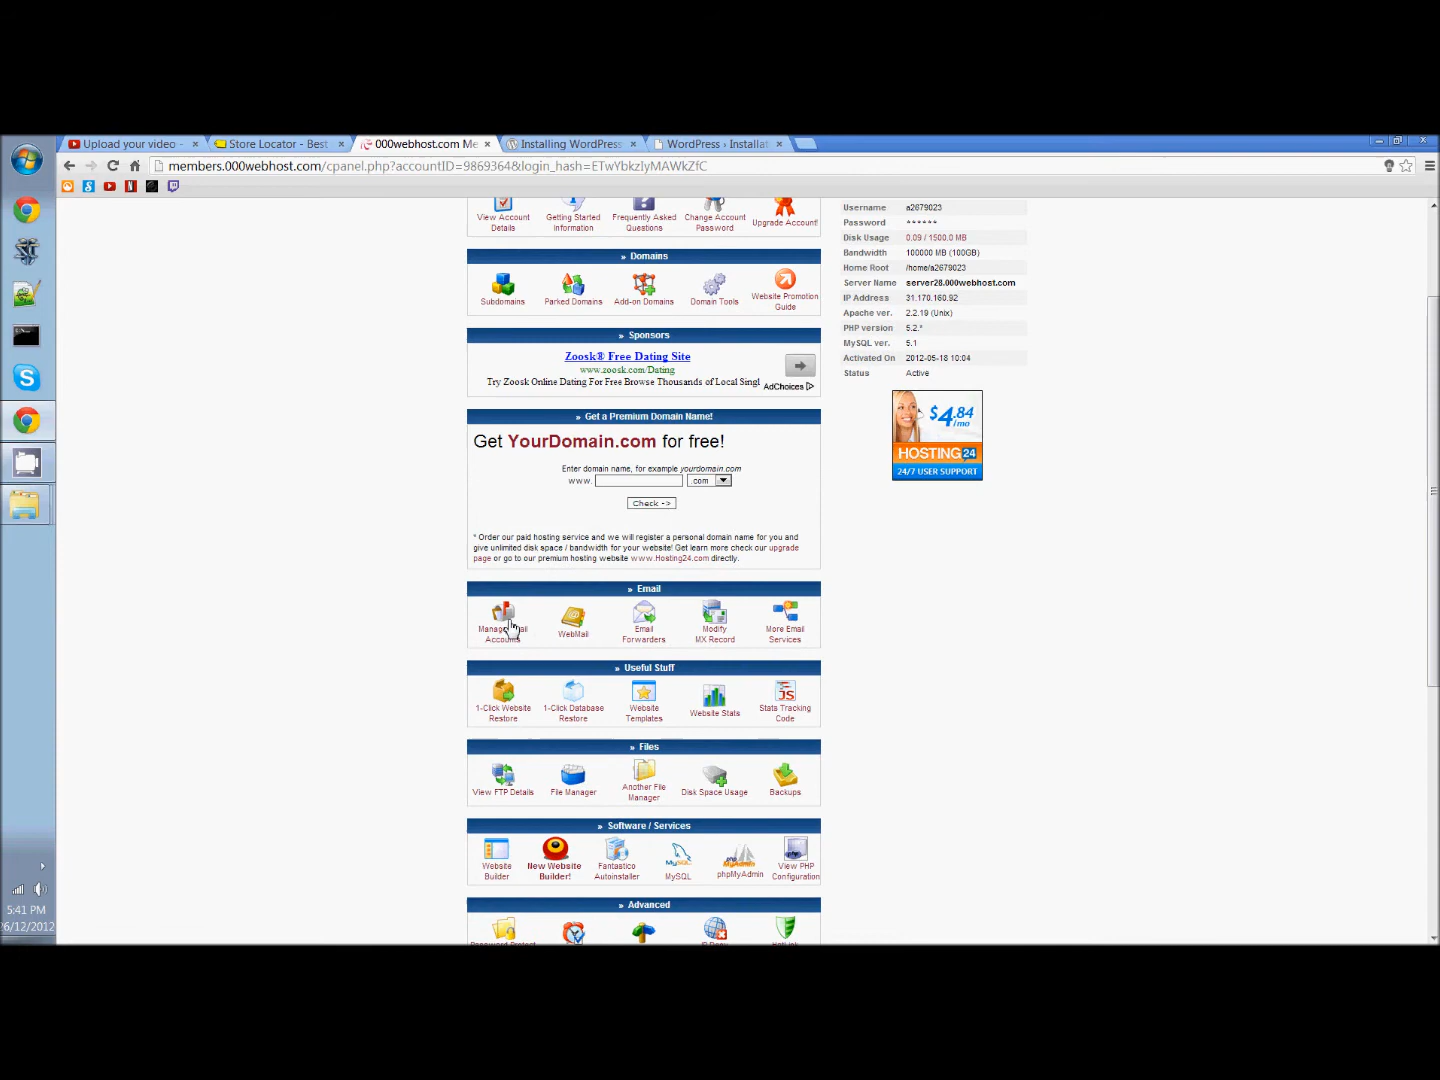 Upload your video -
Store Locator - Best
000webhost.com Me
Installing WordPress
WordPress › Installat
members.000webhost.com/cpanel.php?accountID=9869364&login_hash=ETwYbkzIyMAWkZfC
View Account Details
Getting Started Information
Frequently Asked Questions
Change Account Password
Upgrade Account!
» Domains
Subdomains
Parked Domains
Add-on Domains
Domain Tools
Website Promotion Guide
» Sponsors
Zoosk® Free Dating Site
www.zoosk.com/Dating
Try Zoosk Online Dating For Free Browse Thousands of Local Singl
AdChoices
» Get a Premium Domain Name!
Get YourDomain.com for free!
Enter domain name, for example yourdomain.com
www.
.com
Check ->
* Order our paid hosting service and we will register a personal domain name for you and
give unlimited disk space / bandwidth for your website! Get learn more check our upgrade
page or go to our premium hosting website www.Hosting24.com directly.
» Email
WebMail
Email Forwarders
Modify MX Record
More Email Services
» Useful Stuff
1-Click Website Restore
1-Click Database Restore
Website Templates
Website Stats
Stats Tracking Code
JS
» Files
View FTP Details
File Manager
Another File Manager
Disk Space Usage
Backups
» Software / Services
Website Builder
New Website Builder!
Fantastico Autoinstaller
MySQL
phpMyAdmin
View PHP Configuration
» Advanced
Username a2679023
Password ******
Disk Usage 0.09 / 1500.0 MB
Bandwidth 100000 MB (100GB)
Home Root /home/a2679023
Server Name server28.000webhost.com
IP Address 31.170.160.92
Apache ver. 2.2.19 (Unix)
PHP version 5.2.*
MySQL ver. 5.1
Activated On 2012-05-18 10:04
Status Active
$4.84
/mo
HOSTING 24
24/7 USER SUPPORT
5:41 PM
26/12/2012